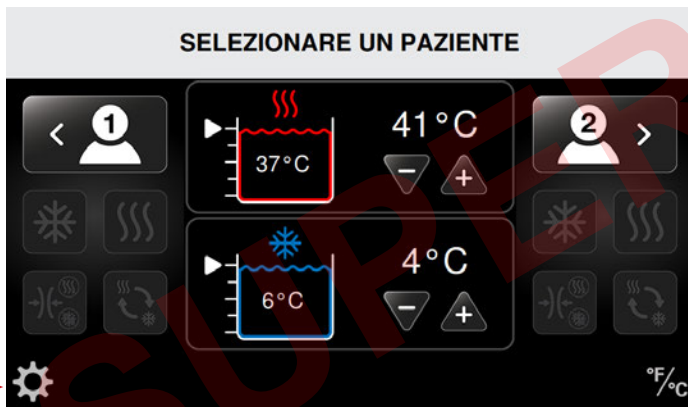 SELEZIONARE UN PAZIENTE
1
41°C
2
37°C
- +
4°C
6°C
- +
°F/°C
SUPER